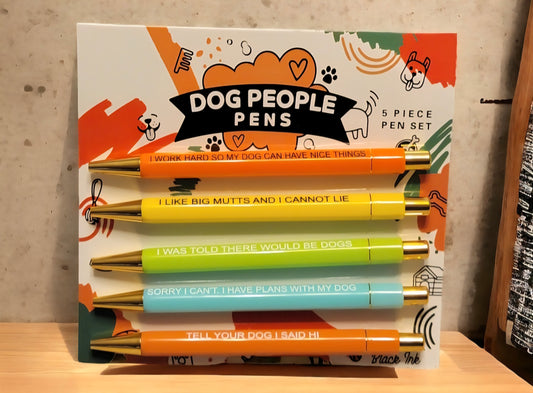 DOG PEOPLE
PENS
5 PIECE
PEN SET
I WORK HARD SO MY DOG CAN HAVE NICE THINGS
I LIKE BIG MUTTS AND I CANNOT LIE
I WAS TOLD THERE WOULD BE DOGS
SORRY I CAN'T, I HAVE PLANS WITH MY DOG
TELL YOUR DOG I SAID HI
Black Ink